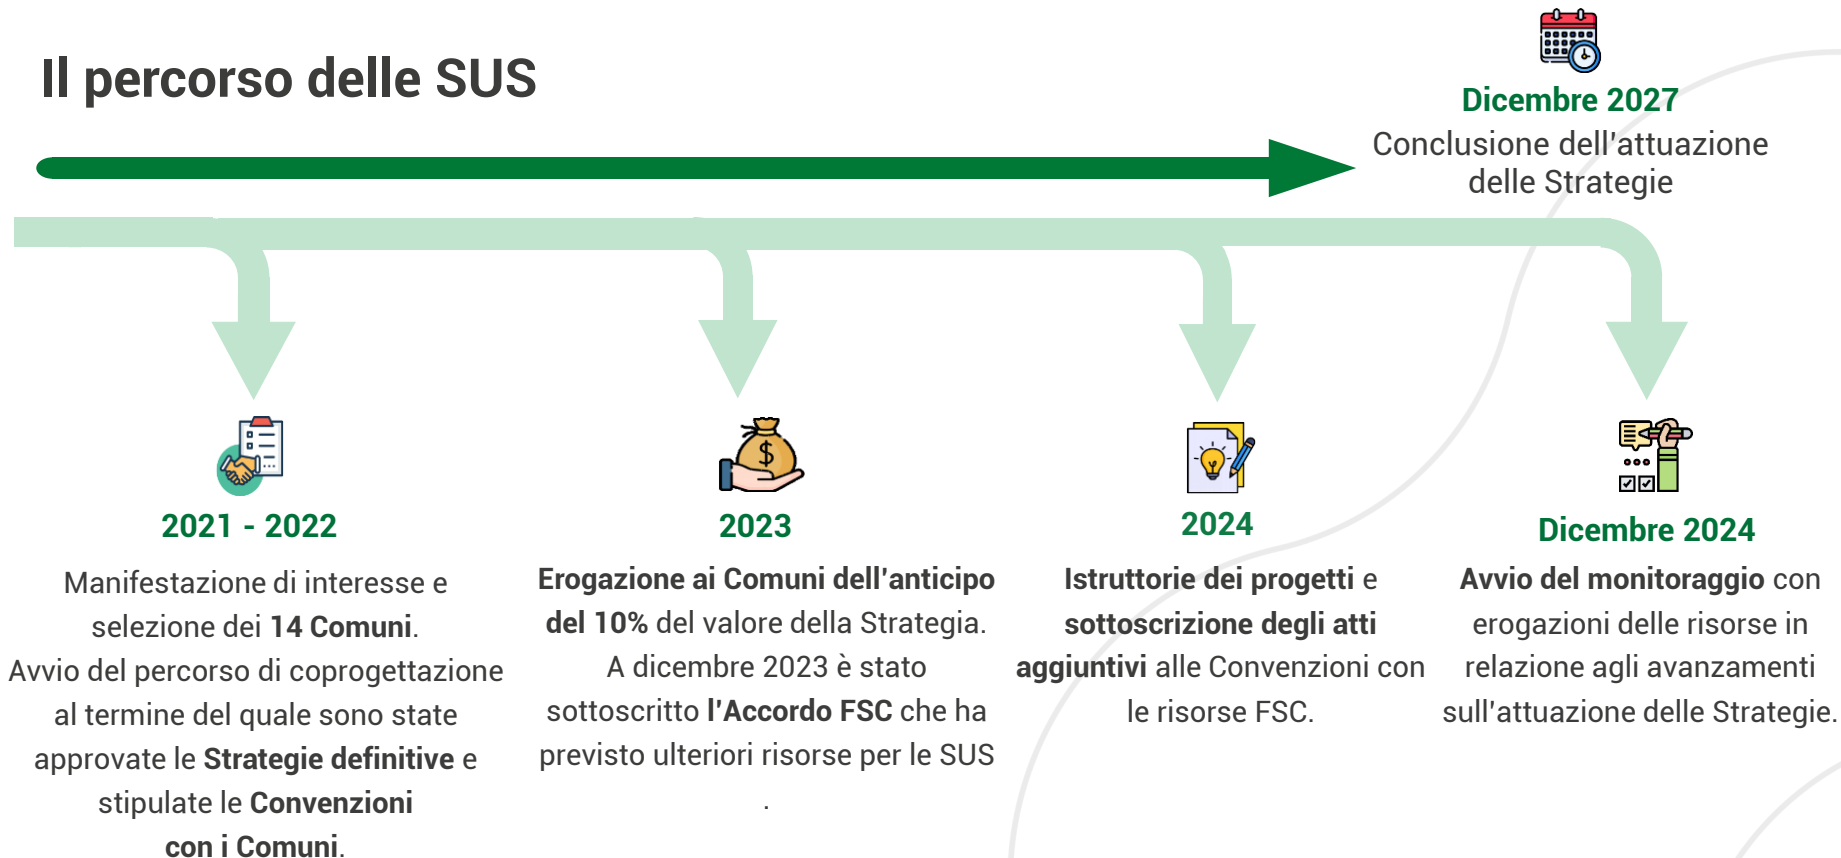 Il percorso delle SUS
Dicembre 2027
Conclusione dell'attuazione
delle Strategie
2021 - 2022
Manifestazione di interesse e
selezione dei 14 Comuni.
Avvio del percorso di coprogettazione
al termine del quale sono state
approvate le Strategie definitive e
stipulate le Convenzioni
con i Comuni.
$
2023
Erogazione ai Comuni dell'anticipo
del 10% del valore della Strategia.
A dicembre 2023 è stato
sottoscritto l'Accordo FSC che ha
previsto ulteriori risorse per le SUS
.
2024
Istruttorie dei progetti e
sottoscrizione degli atti
aggiuntivi alle Convenzioni con
le risorse FSC.
Dicembre 2024
Avvio del monitoraggio con
erogazioni delle risorse in
relazione agli avanzamenti
sull'attuazione delle Strategie.